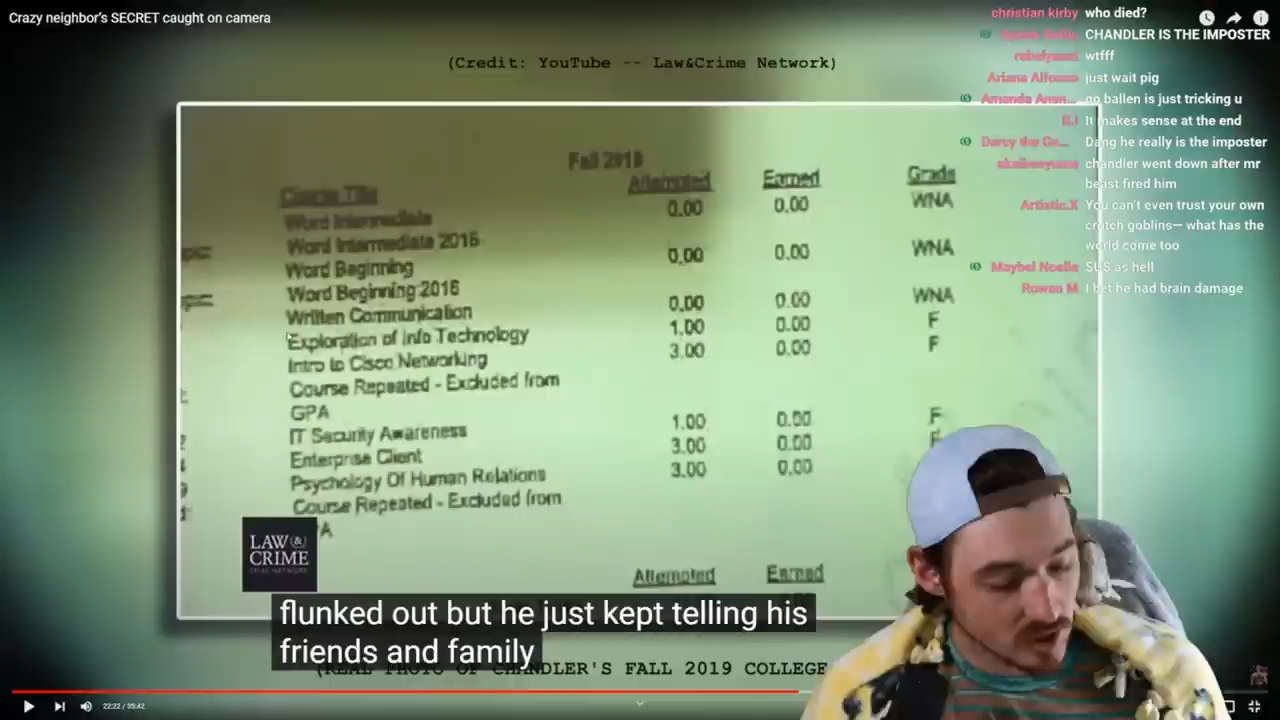 Crazy neighbor's SECRET caught on camera
(Credit: YouTube -- Law&Crime Network)
christian kirby who died?
CHANDLER IS THE IMPOSTER
wtfff
Ariana Alfonso just wait pig
Amanda no ballen is just tricking u
It makes sense at the end
Darcy the Dang he really is the imposter
chandler went down after mr
beast fired him
Artistic.X You can't even trust your own
crotch goblins— what has the
world come too
Maybel Noelle SUS as hell
Rowan M I bet he had brain damage
Fall
Course Title Attempted Earned Grade
Word Intermediate 0.00 0.00 WNA
Word Intermediate 2016
Word Beginning 0.00 0.00 WNA
Word Beginning 2016
Written Communication 0.00 0.00 WNA
Exploration of Info Technology 1.00 0.00 F
Intro to Cisco Networking 3.00 0.00 F
Course Repeated - Excluded from
GPA
IT Security Awareness 1.00 0.00 F
Enterprise Client 3.00 0.00 F
Psychology Of Human Relations 3.00 0.00
Course Repeated - Excluded from
Attempted Earned
LAW &
CRIME
flunked out but he just kept telling his
friends and family
(REAL PHOTO OF CHANDLER'S FALL 2019 COLLEGE
22:22 / 35:42